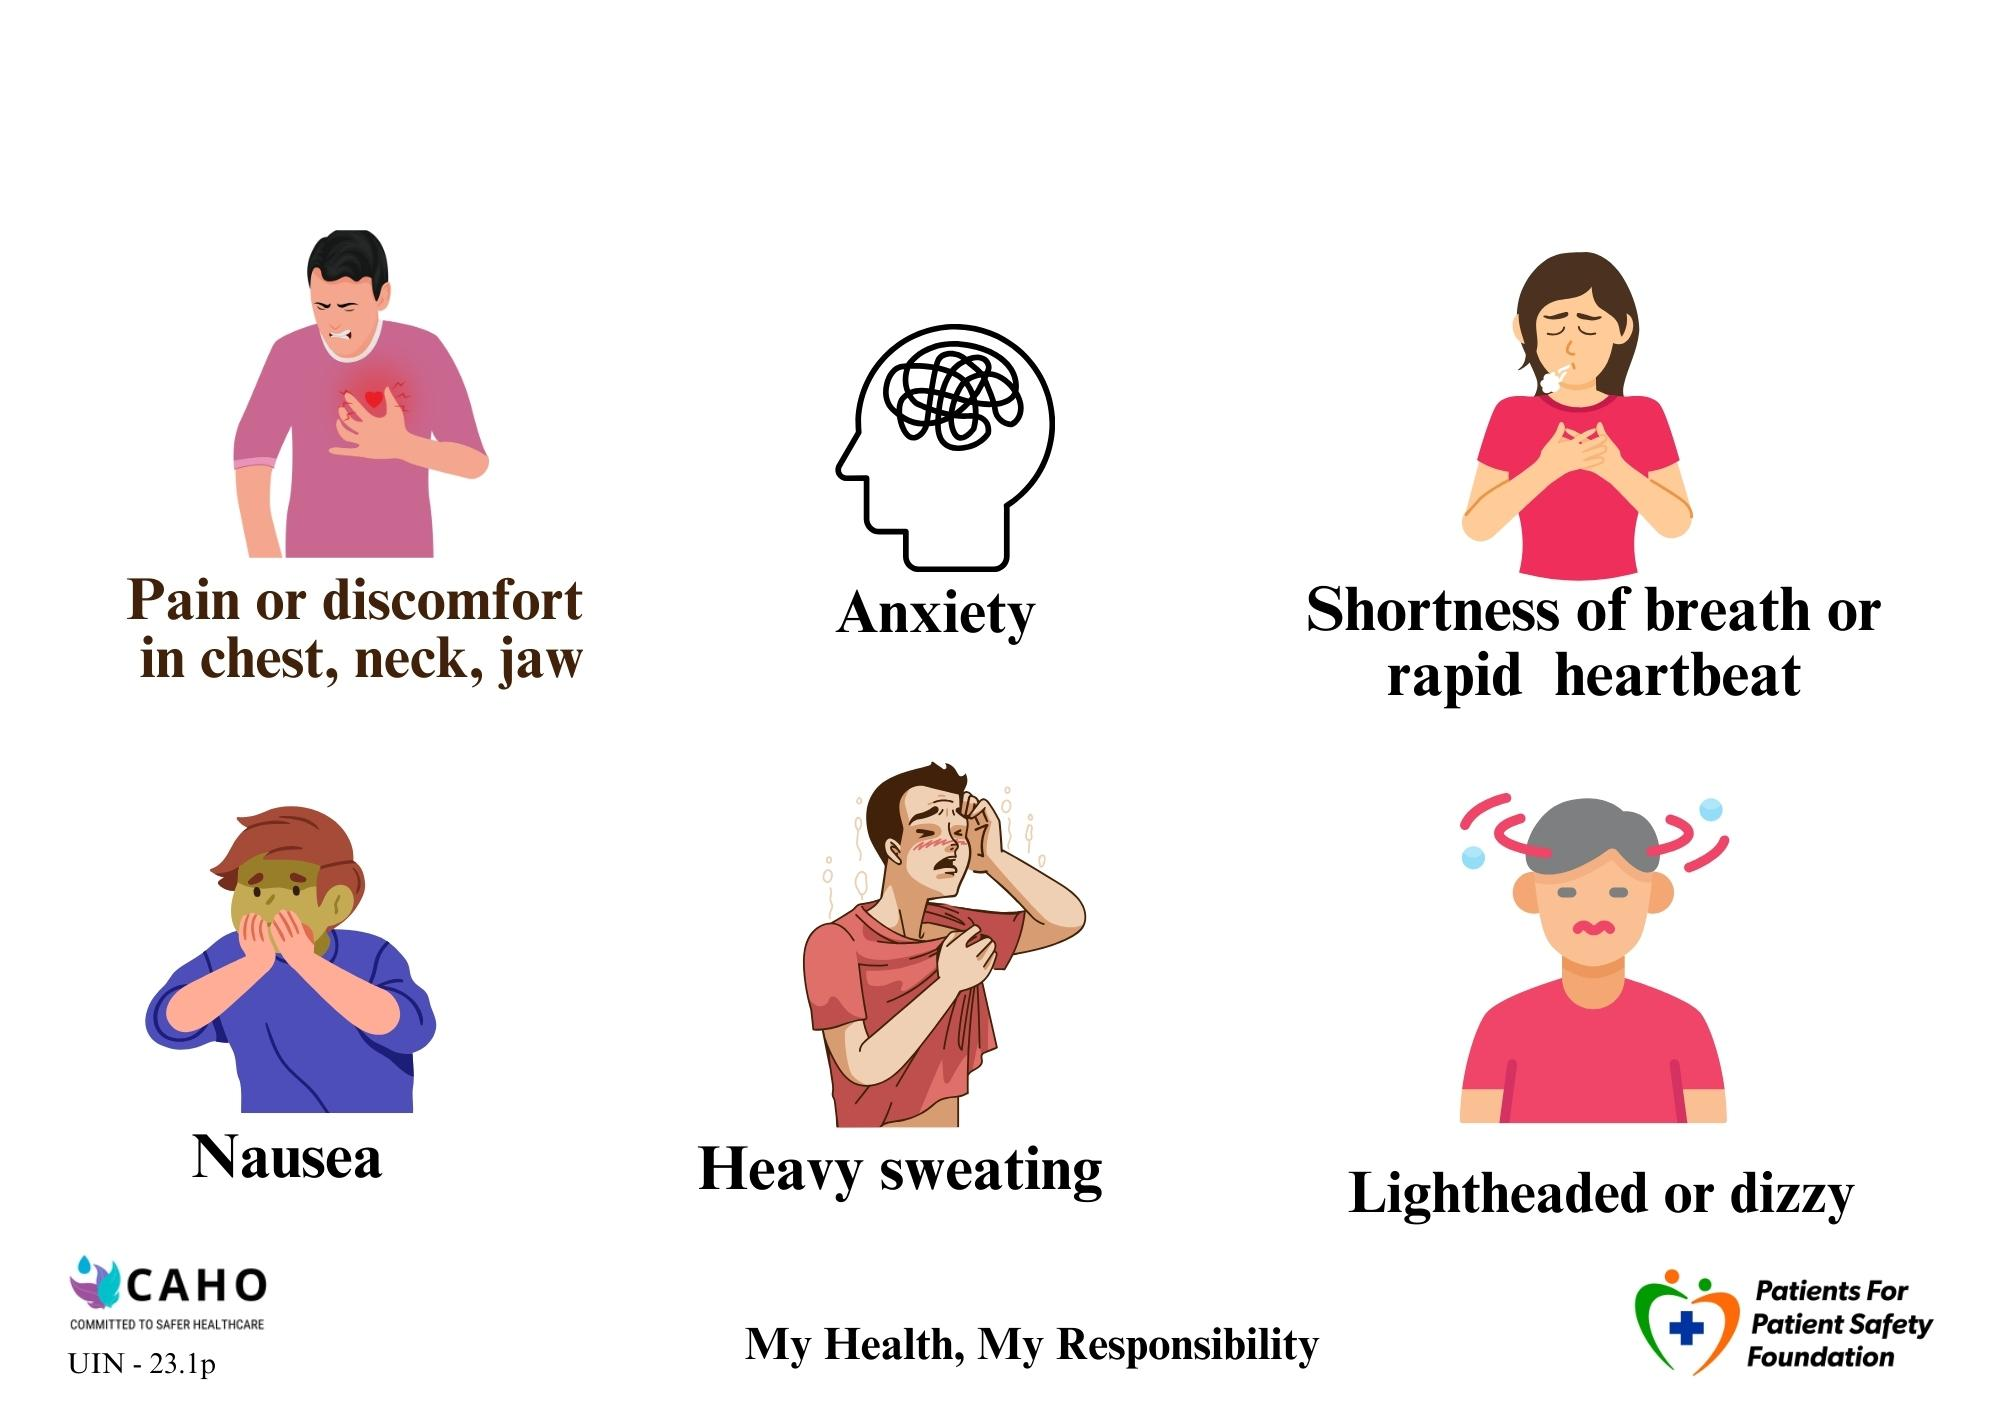 Pain or discomfort
in chest, neck, jaw
Anxiety
Shortness of breath or
rapid  heartbeat
Nausea
Heavy sweating
Lightheaded or dizzy
CAHO
COMMITTED TO SAFER HEALTHCARE
UIN - 23.1p
My Health, My Responsibility
Patients For
Patient Safety
Foundation